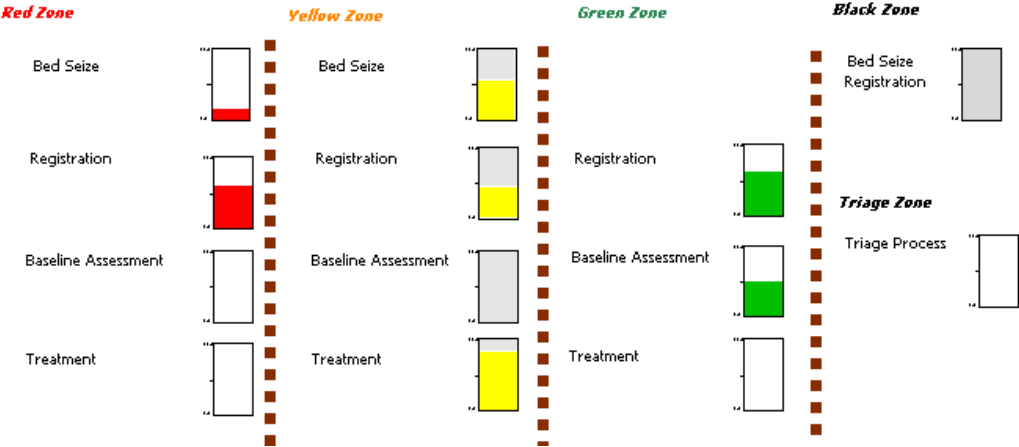 Red Zone
Bed Seize
Registration
Baseline Assessment
Treatment
Yellow Zone
Bed Seize
Registration
Baseline Assessment
Treatment
Green Zone
Registration
Baseline Assessment
Treatment
Black Zone
Bed Seize
Registration
Triage Zone
Triage Process